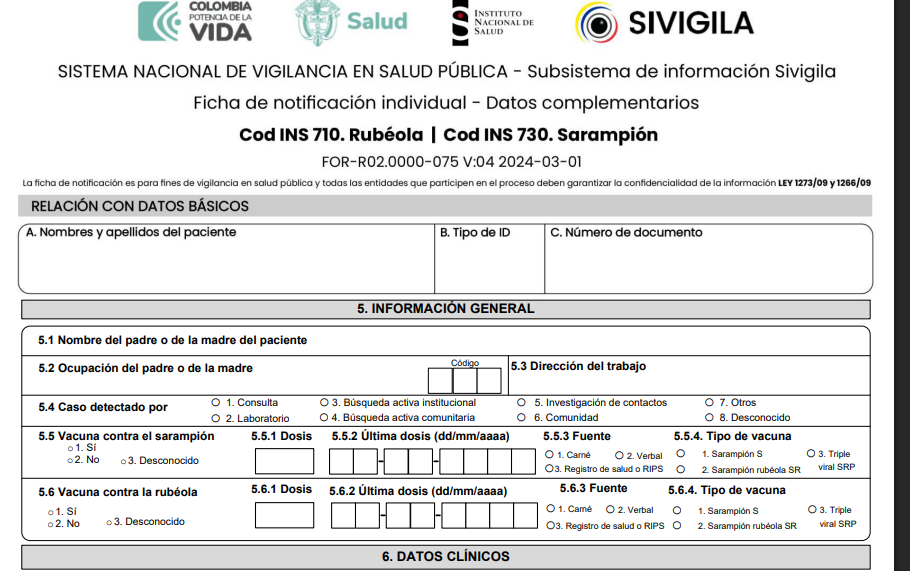 COLOMBIA
POTENCIA DE LA
VIDA
Salud
INSTITUTO
NACIONAL DE
SALUD
SIVIGILA
SISTEMA NACIONAL DE VIGILANCIA EN SALUD PÚBLICA - Subsistema de información Sivigila
Ficha de notificación individual - Datos complementarios
Cod INS 710. Rubéola | Cod INS 730. Sarampión
FOR-R02.0000-075 V:04 2024-03-01
La ficha de notificación es para fines de vigilancia en salud pública y todas las entidades que participen en el proceso deben garantizar la confidencialidad de la información LEY 1273/09 y 1266/09
RELACIÓN CON DATOS BÁSICOS
A. Nombres y apellidos del paciente B. Tipo de ID C. Número de documento
5. INFORMACIÓN GENERAL
5.1 Nombre del padre o de la madre del paciente
5.2 Ocupación del padre o de la madre Código 5.3 Dirección del trabajo
5.4 Caso detectado por
1. Consulta 3. Búsqueda activa institucional 5. Investigación de contactos 7. Otros
2. Laboratorio 4. Búsqueda activa comunitaria 6. Comunidad 8. Desconocido
5.5 Vacuna contra el sarampión 5.5.1 Dosis 5.5.2 Última dosis (dd/mm/aaaa) 5.5.3 Fuente 5.5.4. Tipo de vacuna
1. Sí 1. Carné 2. Verbal 1. Sarampión S 3. Triple viral SRP
2. No 3. Desconocido 3. Registro de salud o RIPS 2. Sarampión rubéola SR
5.6 Vacuna contra la rubéola 5.6.1 Dosis 5.6.2 Última dosis (dd/mm/aaaa) 5.6.3 Fuente 5.6.4. Tipo de vacuna
1. Sí 1. Carné 2. Verbal 1. Sarampión S 3. Triple viral SRP
2. No 3. Desconocido 3. Registro de salud o RIPS 2. Sarampión rubéola SR
6. DATOS CLÍNICOS